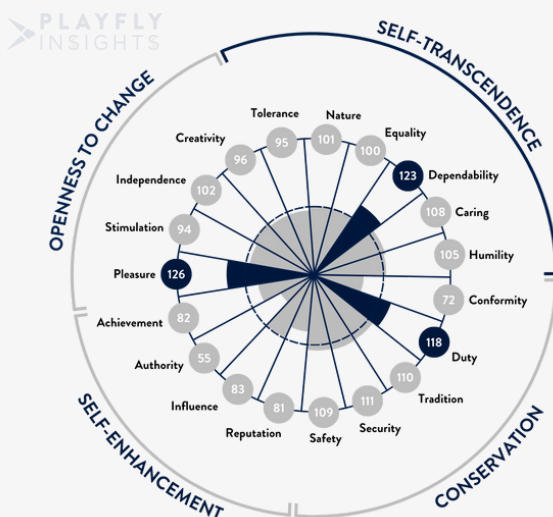 PLAYFLY
INSIGHTS
SELF-TRANSCENDENCE
OPENNESS TO CHANGE
SELF-ENHANCEMENT
CONSERVATION
Nature
101
Equality
100
Dependability
123
Caring
108
Humility
105
Conformity
72
Duty
118
Tradition
110
Security
111
Safety
109
Reputation
81
Influence
83
Authority
55
Achievement
82
Pleasure
126
Stimulation
94
Independence
102
Creativity
96
Tolerance
95